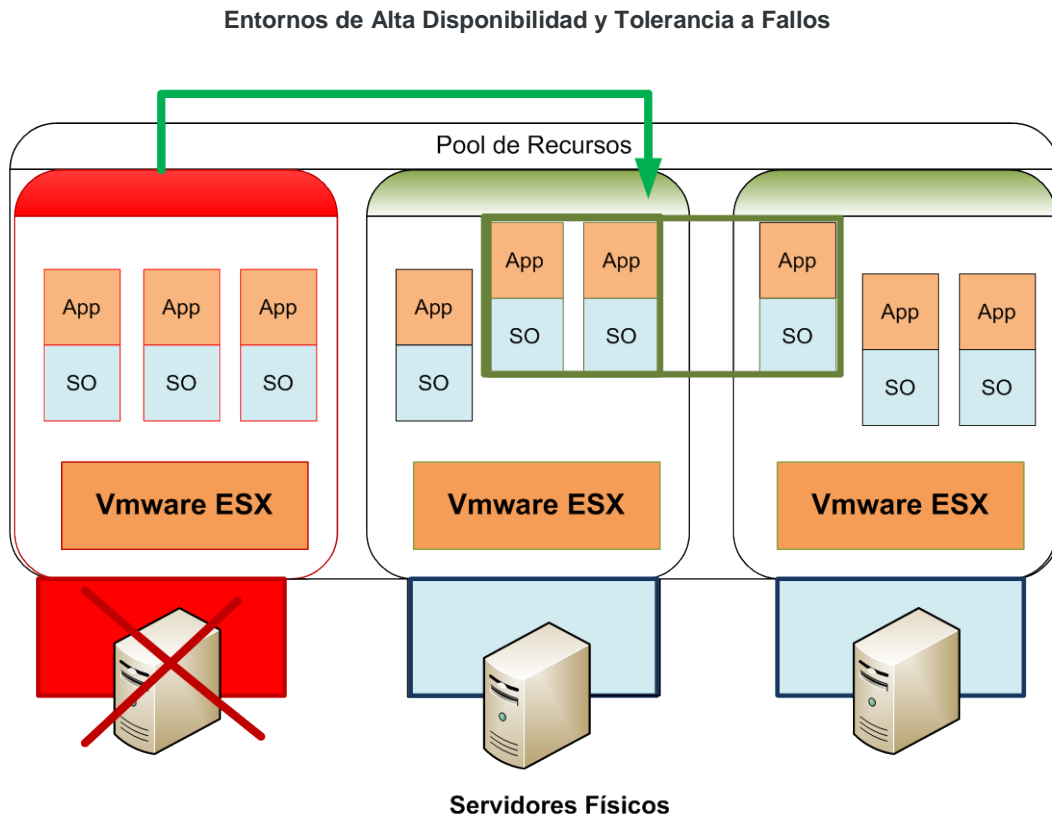 Entornos de Alta Disponibilidad y Tolerancia a Fallos
Pool de Recursos
App
App
App
SO
SO
SO
Vmware ESX
App
SO
App
App
SO
SO
Vmware ESX
App
SO
App
App
SO
SO
Vmware ESX
Servidores Físicos